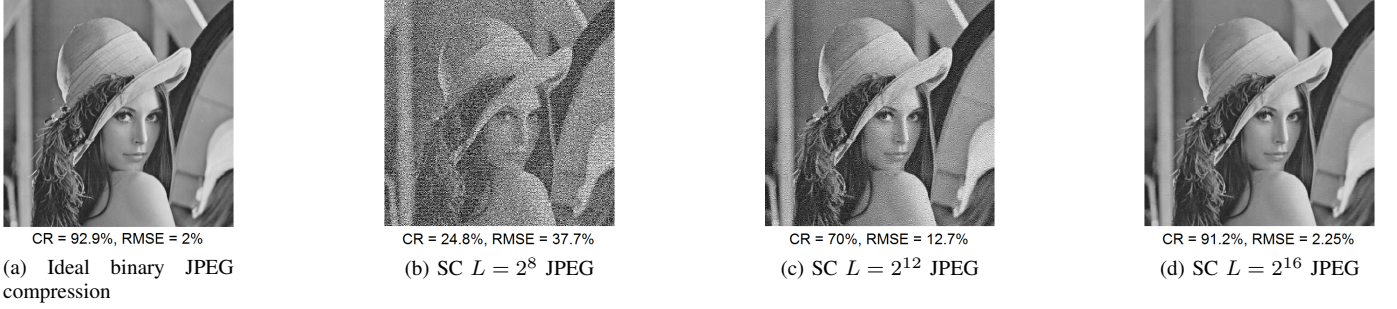 CR = 92.9%, RMSE = 2%
(a) Ideal binary JPEG
compression
CR = 24.8%, RMSE = 37.7%
(b) SC L = 2^8 JPEG
CR = 70%, RMSE = 12.7%
(c) SC L = 2^12 JPEG
CR = 91.2%, RMSE = 2.25%
(d) SC L = 2^16 JPEG